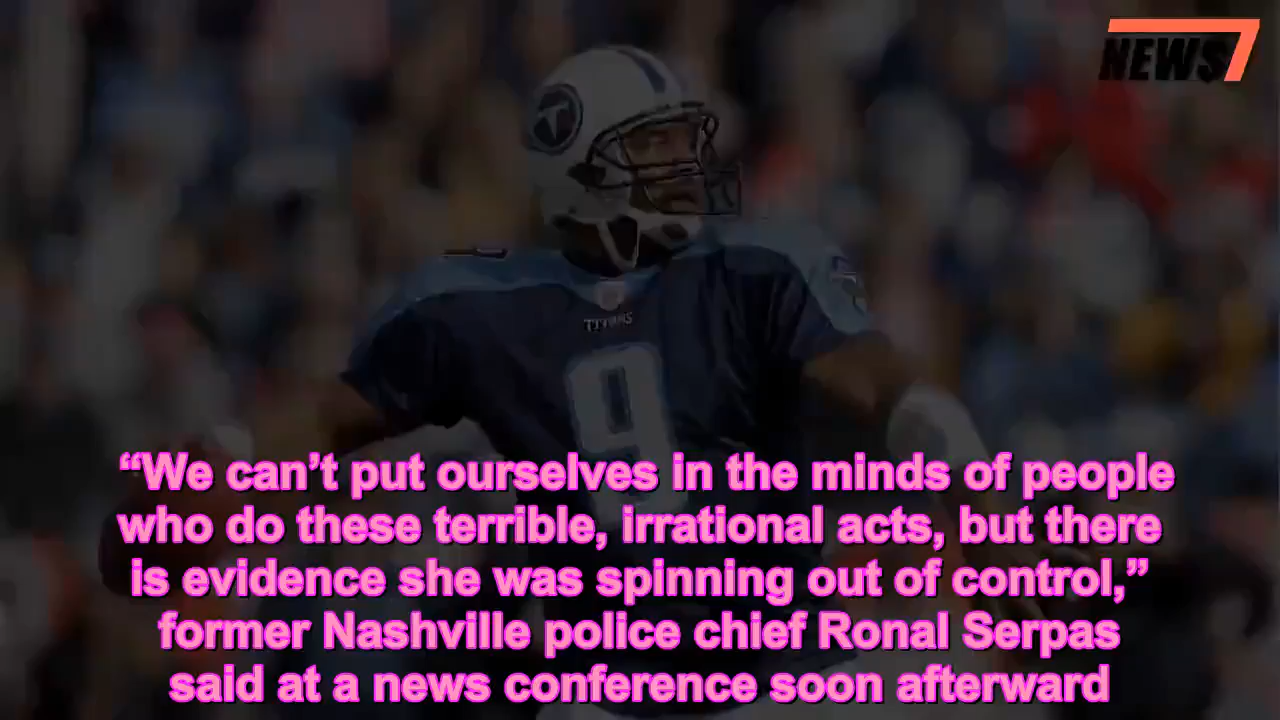 NEWS7
TITANS
9
“We can’t put ourselves in the minds of people
who do these terrible, irrational acts, but there
is evidence she was spinning out of control,”
former Nashville police chief Ronal Serpas
said at a news conference soon afterward